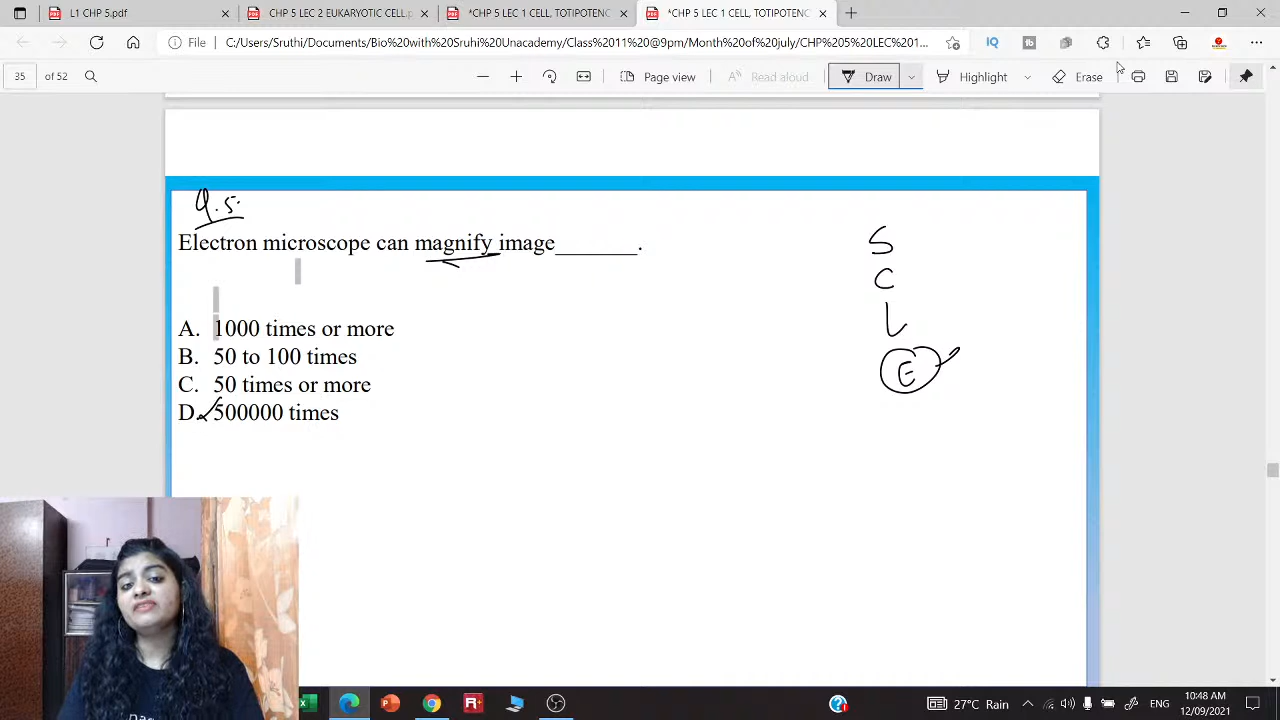 L1 CHP 5.pdf
CHP 5 LEC 2 EUKARYOTIC CELL.p
*CHP 5 LEC 1 CELL, TOTIPOTENC
*CHP 5 LEC 1 CELL, TOTIPOTENC
File
C:/Users/Sruthi/Documents/Bio%20with%20Sruhi%20Unacademy/Class%2011%20@9pm/Month%20of%20july/CHP%205%20LEC%201...
35 of 52
Page view
Read aloud
Draw
Highlight
Erase
Q.5.
Electron microscope can magnify image_______.
A. 1000 times or more
B. 50 to 100 times
C. 50 times or more
D. 500000 times
S
C
L
E
27°C Rain
ENG
10:48 AM
12/09/2021